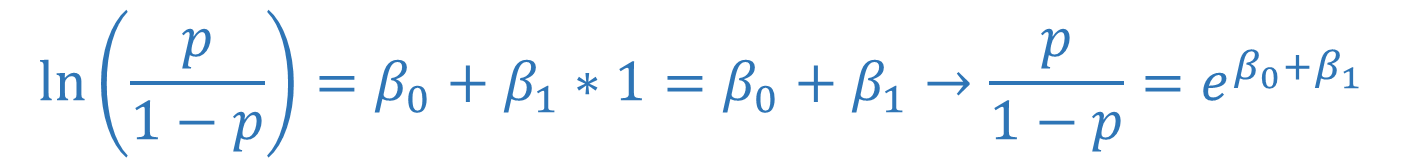 ln(p/(1 − p)) = β₀ + β₁ * 1 = β₀ + β₁ → p/(1 − p) = e^(β₀+β₁)